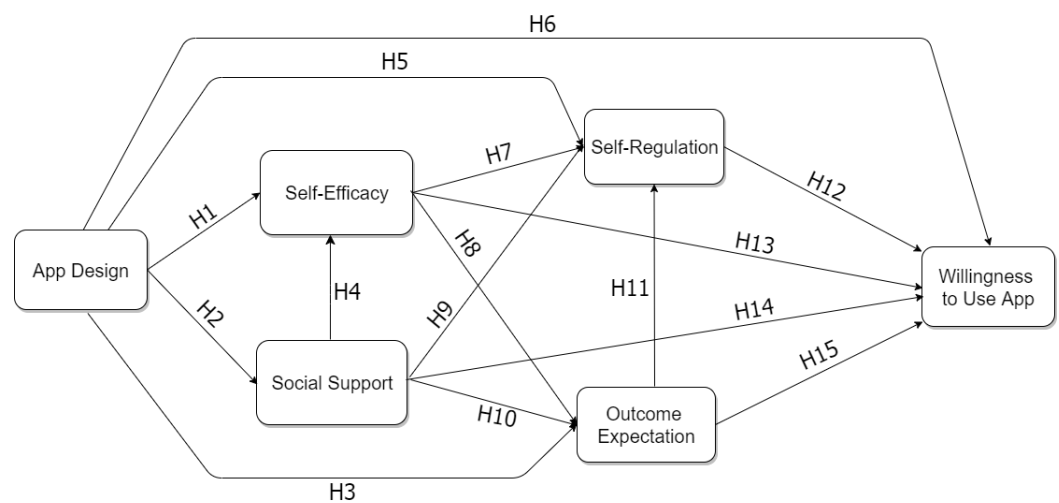 H6
H5
Self-Regulation
H7
H12
Self-Efficacy
H1
H13
H8
App Design
Willingness
to Use App
H4
H11
H2
H9
H14
H15
Social Support
H10
Outcome
Expectation
H3